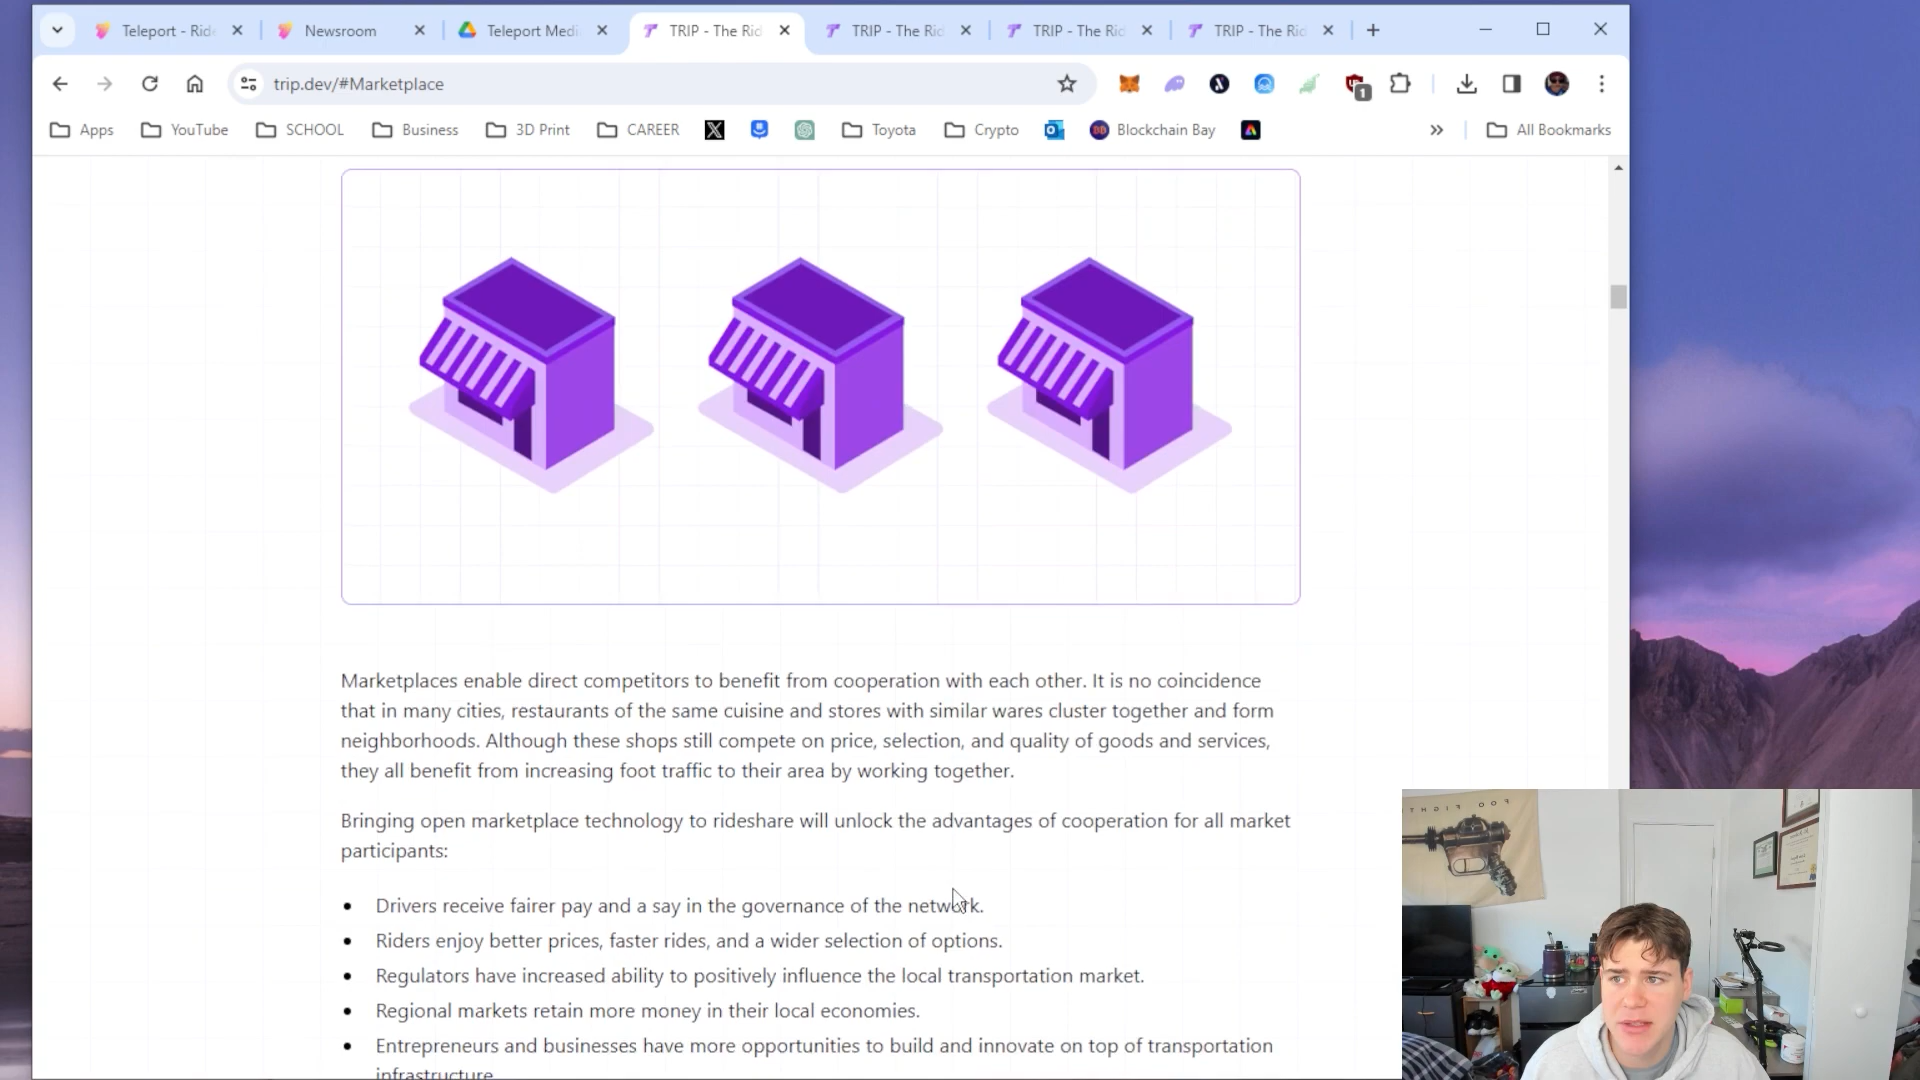 Teleport - Ride
Newsroom
Teleport Medi
TRIP - The Rid
TRIP - The Rid
TRIP - The Rid
TRIP - The Rid
trip.dev/#Marketplace
1
Apps
YouTube
SCHOOL
Business
3D Print
CAREER
Toyota
Crypto
Blockchain Bay
All Bookmarks
Marketplaces enable direct competitors to benefit from cooperation with each other. It is no coincidence
that in many cities, restaurants of the same cuisine and stores with similar wares cluster together and form
neighborhoods. Although these shops still compete on price, selection, and quality of goods and services,
they all benefit from increasing foot traffic to their area by working together.
Bringing open marketplace technology to rideshare will unlock the advantages of cooperation for all market
participants:
• Drivers receive fairer pay and a say in the governance of the network.
• Riders enjoy better prices, faster rides, and a wider selection of options.
• Regulators have increased ability to positively influence the local transportation market.
• Regional markets retain more money in their local economies.
• Entrepreneurs and businesses have more opportunities to build and innovate on top of transportation
infrastructure.